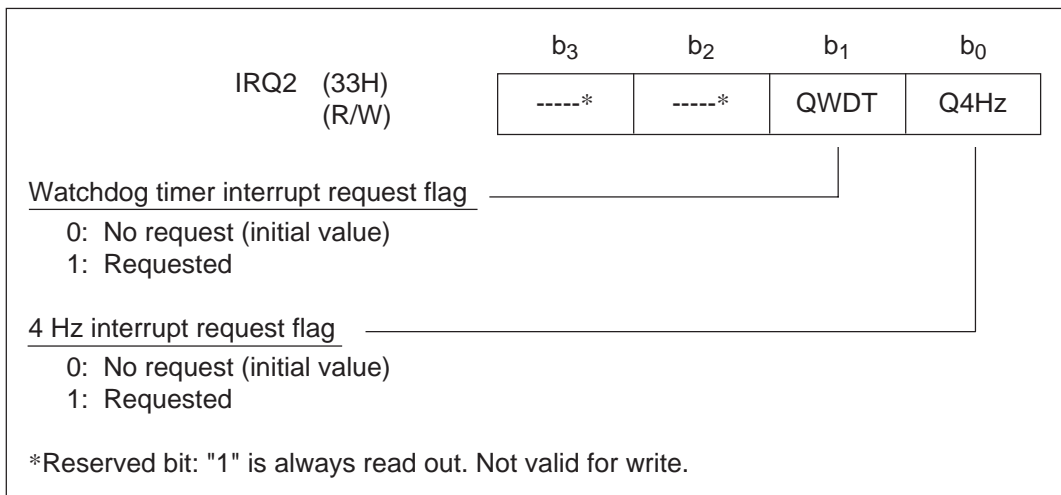 b3 b2 b1 b0
IRQ2 (33H) -----* -----* QWDT Q4Hz
(R/W)
Watchdog timer interrupt request flag
0: No request (initial value)
1: Requested
4 Hz interrupt request flag
0: No request (initial value)
1: Requested
*Reserved bit: "1" is always read out. Not valid for write.